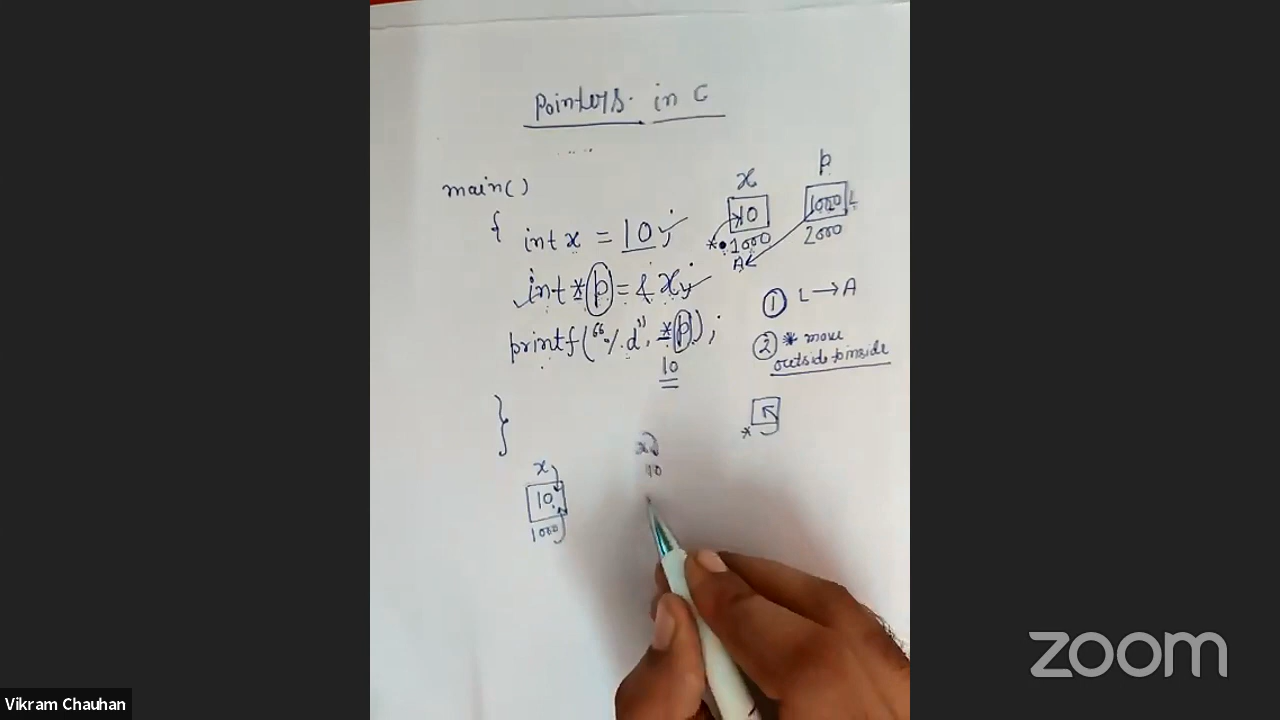 Pointers in C
main()
{
int x = 10;
int *p = &x;
printf("%d", *p);
10
}
x
10
1000
p
1000 L
2000
*
A
① L → A
② * move
outside to inside
*
x
10
1000
10
Vikram Chauhan
zoom